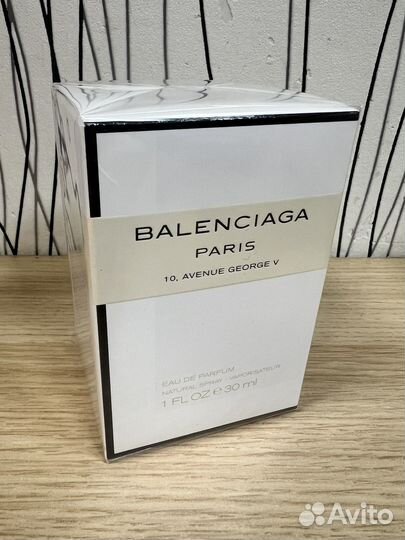 BALENCIAGA
PARIS
10, AVENUE GEORGE V
EAU DE PARFUM
NATURAL SPRAY - VAPORISATEUR
1 FL OZ e 30 ml
Avito